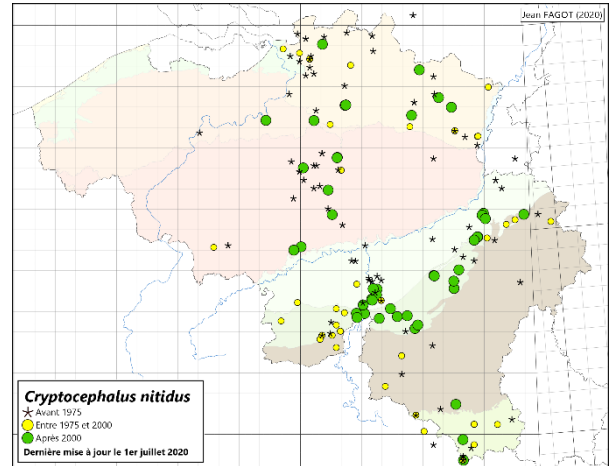 Jean FAGOT (2020)
Cryptocephalus nitidus
Avant 1975
Entre 1975 et 2000
Après 2000
Dernière mise à jour le 1er juillet 2020